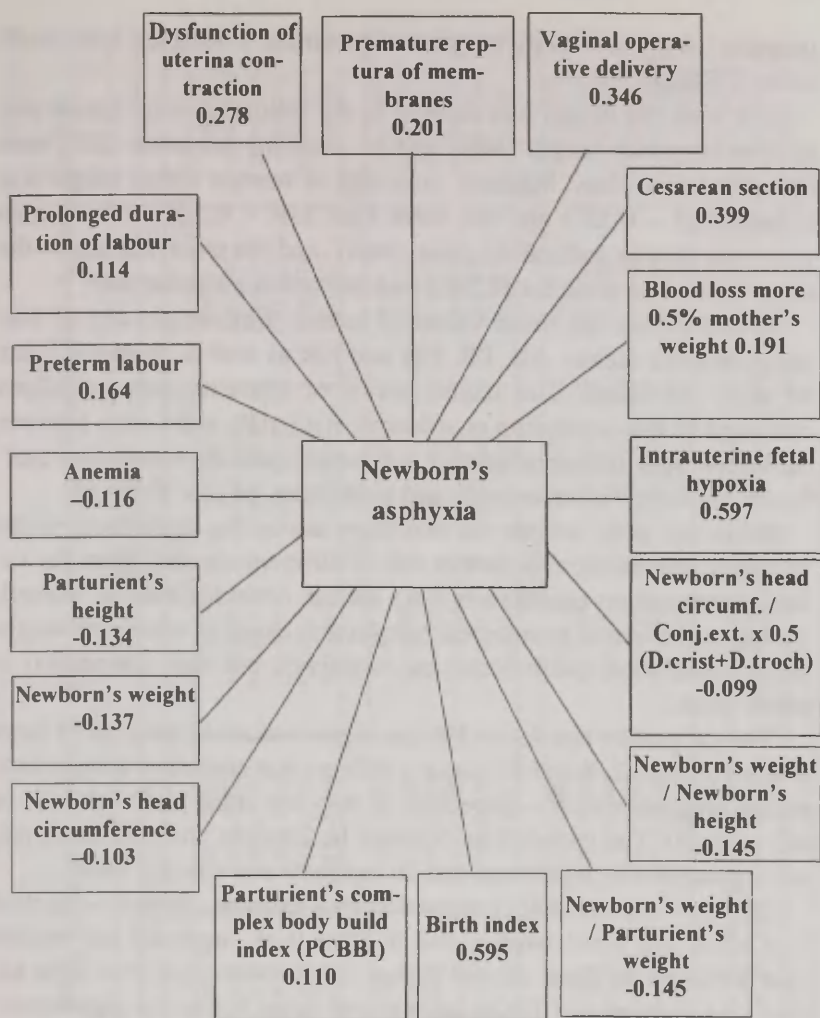 Dysfunction of
uterina con-
traction
0.278
Premature rep-
tura of mem-
branes
0.201
Vaginal opera-
tive delivery
0.346
Prolonged dura-
tion of labour
0.114
Cesarean section
0.399
Blood loss more
0.5% mother's
weight 0.191
Preterm labour
0.164
Anemia
–0.116
Newborn's
asphyxia
Intrauterine fetal
hypoxia
0.597
Parturient's
height
-0.134
Newborn's head
circumf. /
Conj.ext. x 0.5
(D.crist+D.troch)
-0.099
Newborn's weight
-0.137
Newborn's head
circumference
–0.103
Newborn's weight
/ Newborn's
height
-0.145
Parturient's com-
plex body build
index (PCBBI)
0.110
Birth index
0.595
Newborn's weight
/ Parturient's
weight
-0.145